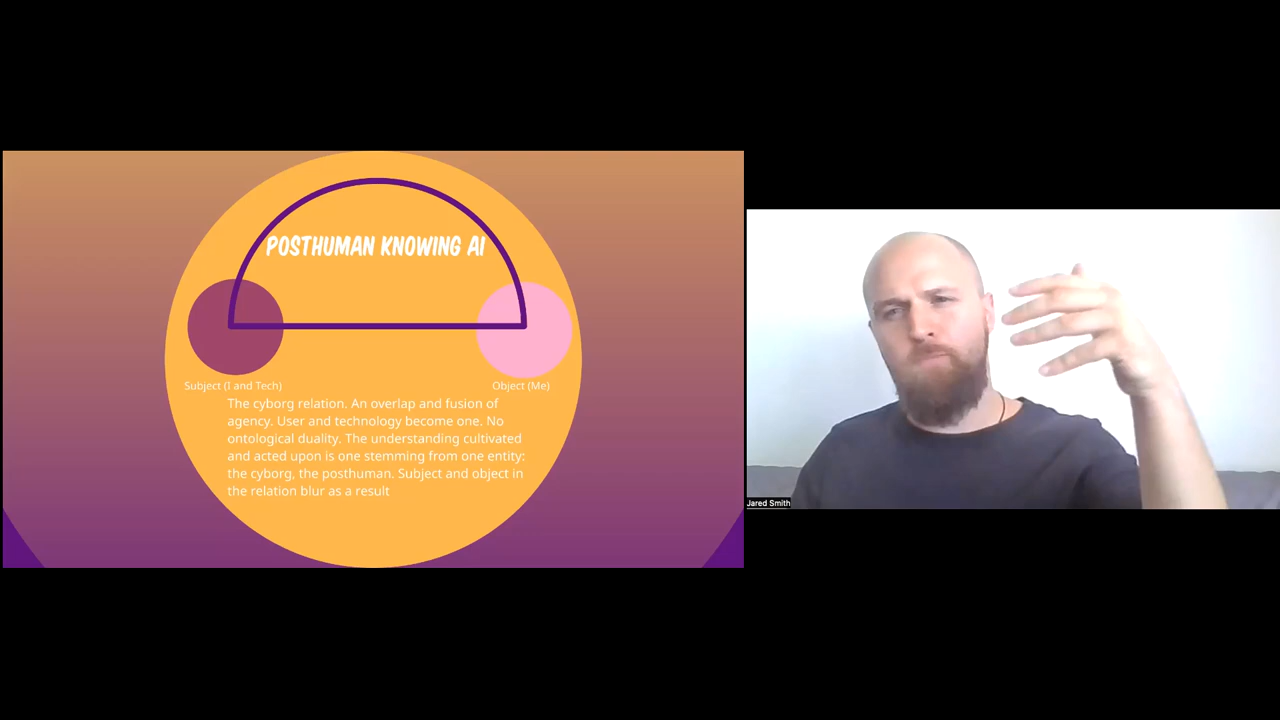 POSTHUMAN KNOWING AI
Subject (I and Tech)
Object (Me)
The cyborg relation. An overlap and fusion of
agency. User and technology become one. No
ontological duality. The understanding cultivated
and acted upon is one stemming from one entity:
the cyborg, the posthuman. Subject and object in
the relation blur as a result
Jared Smith